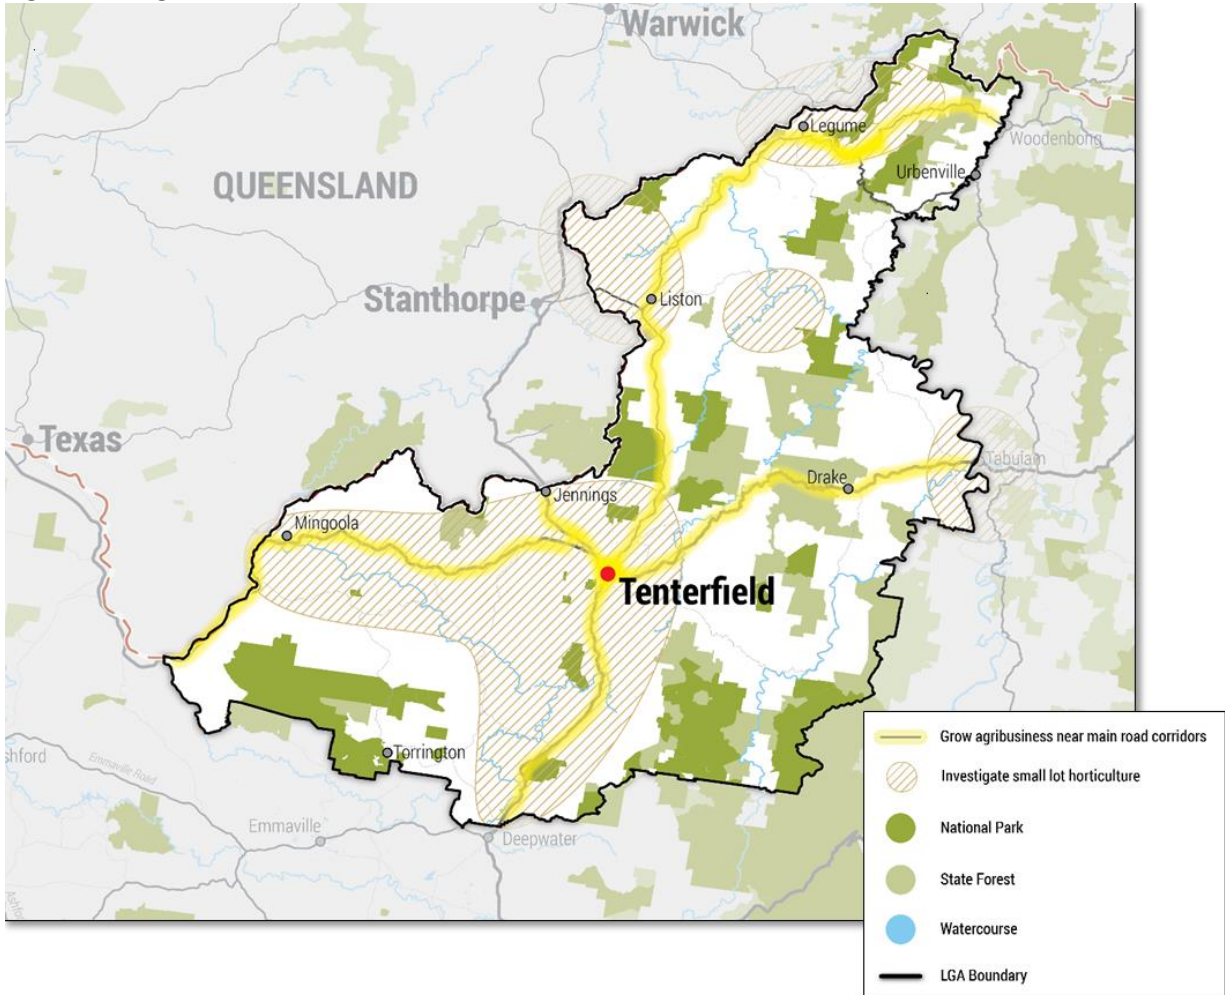 Warwick
QUEENSLAND
Legume
Woodenbong
Urbenville
Stanthorpe
Liston
Texas
Tabulam
Drake
Jennings
Mingoola
Tenterfield
Torrington
shford
Emmaville Road
Emmaville
Deepwater
Grow agribusiness near main road corridors
Investigate small lot horticulture
National Park
State Forest
Watercourse
LGA Boundary